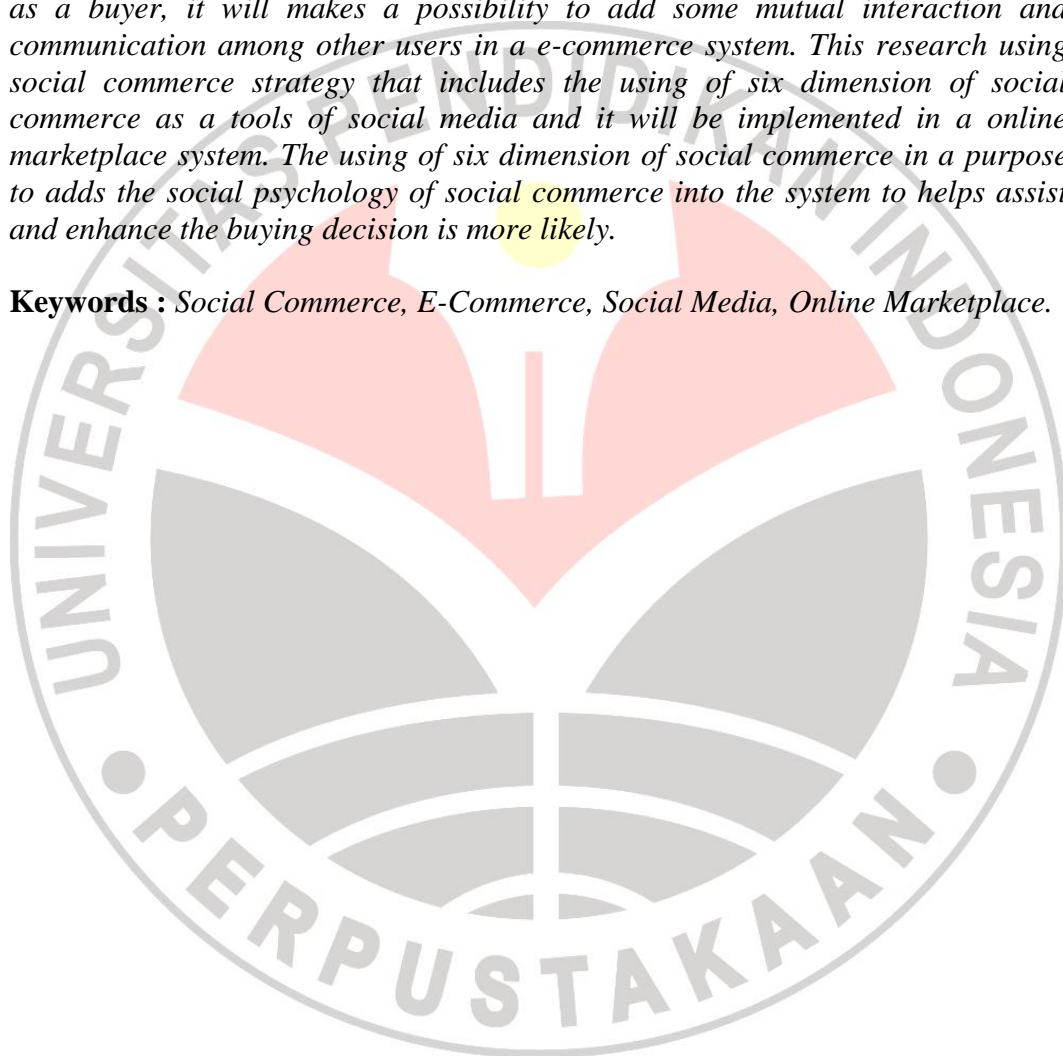 as a buyer, it will makes a possibility to add some mutual interaction and
communication among other users in a e-commerce system. This research using
social commerce strategy that includes the using of six dimension of social
commerce as a tools of social media and it will be implemented in a online
marketplace system. The using of six dimension of social commerce in a purpose
to adds the social psychology of social commerce into the system to helps assist
and enhance the buying decision is more likely.
Keywords : Social Commerce, E-Commerce, Social Media, Online Marketplace.
UNIVERSITAS PENDIDIKAN INDONESIA
PERPUSTAKAAN